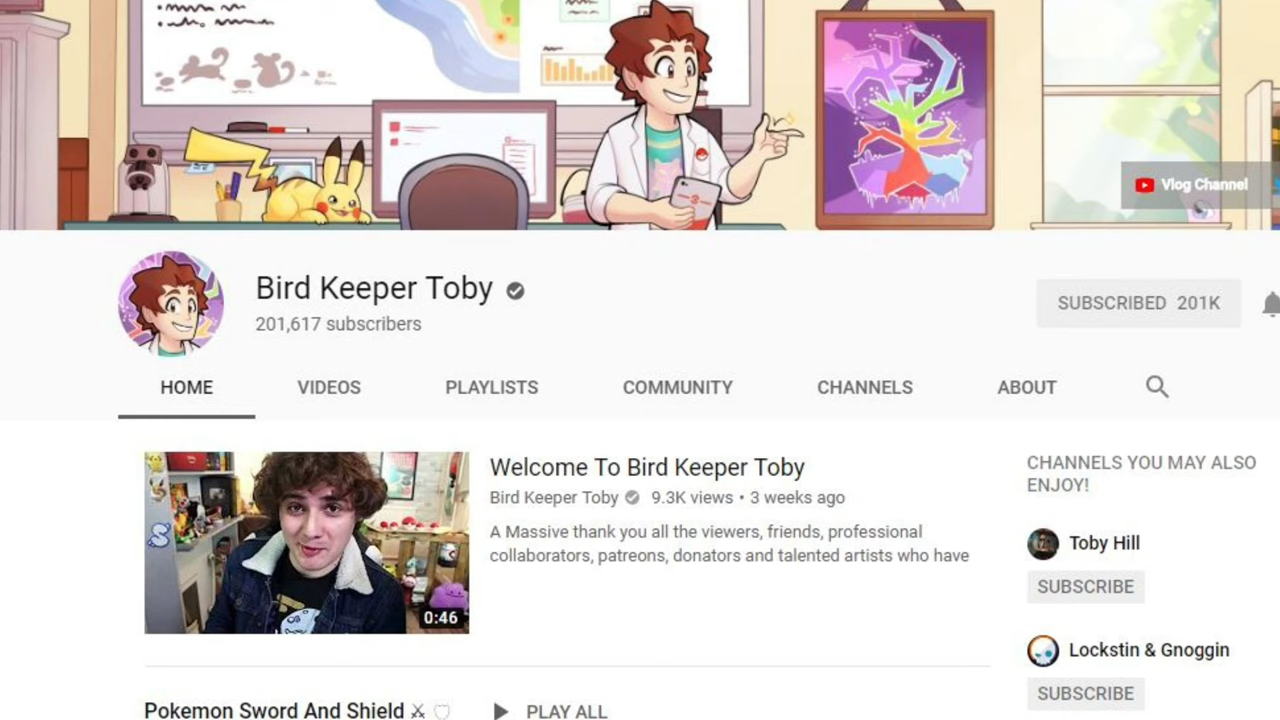 Vlog Channel
Bird Keeper Toby
201,617 subscribers
SUBSCRIBED 201K
HOME VIDEOS PLAYLISTS COMMUNITY CHANNELS ABOUT
Welcome To Bird Keeper Toby
Bird Keeper Toby 9.3K views • 3 weeks ago
A Massive thank you all the viewers, friends, professional
collaborators, patreons, donators and talented artists who have
0:46
CHANNELS YOU MAY ALSO
ENJOY!
Toby Hill
SUBSCRIBE
Lockstin & Gnoggin
SUBSCRIBE
Pokemon Sword And Shield ⚔ 🛡 PLAY ALL